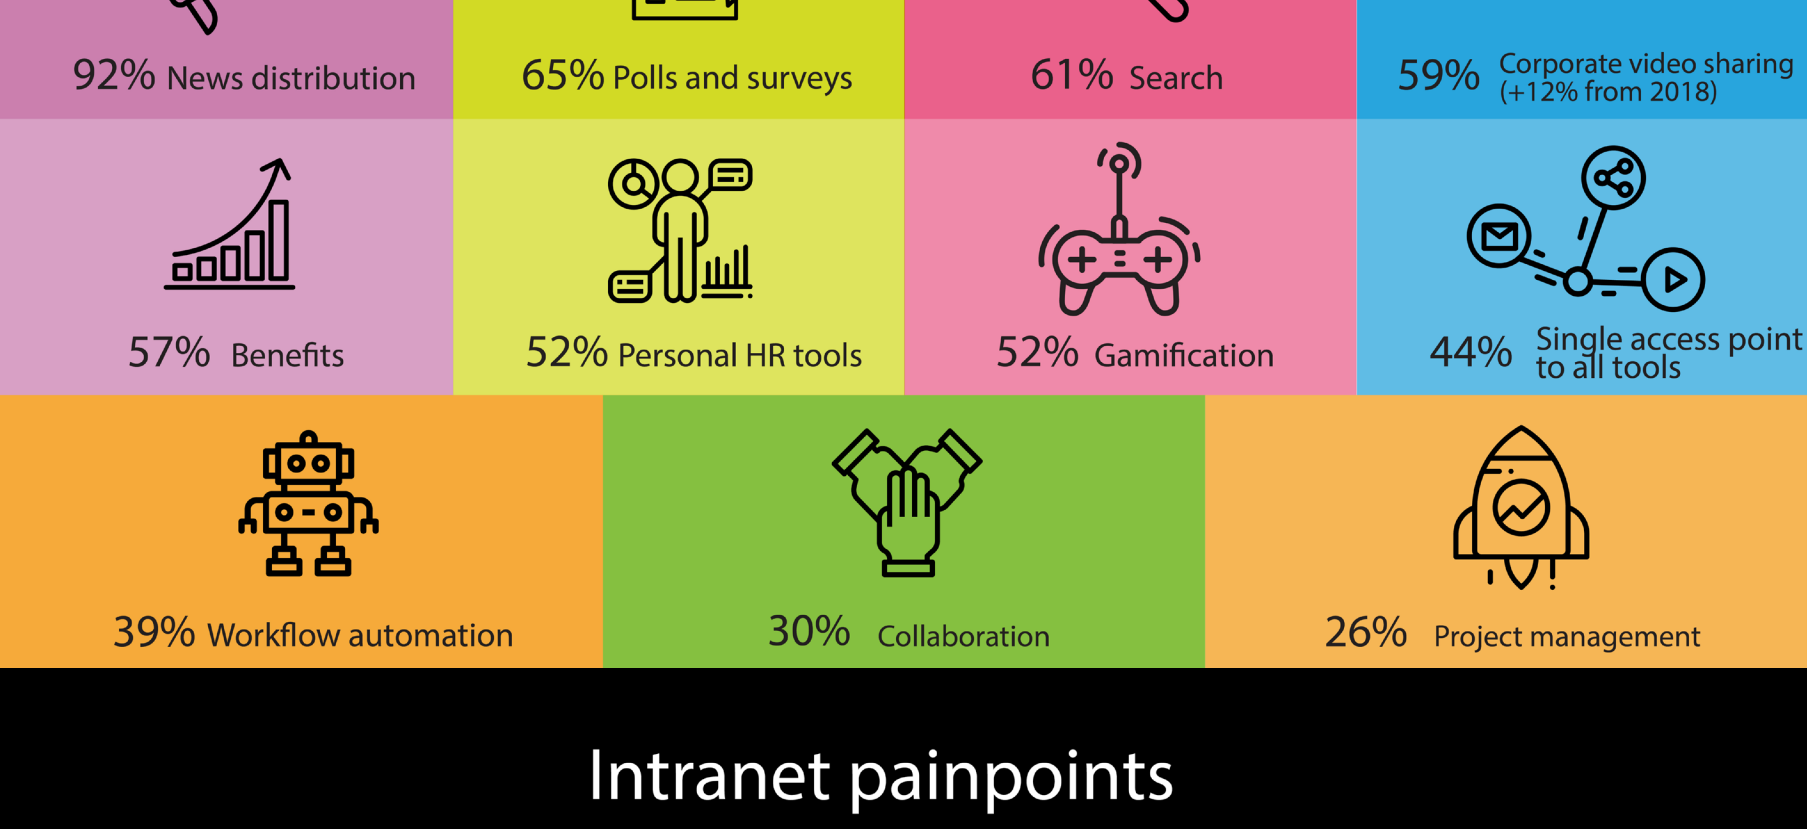 92% News distribution
65% Polls and surveys
61% Search
59% Corporate video sharing
(+12% from 2018)
57% Benefits
52% Personal HR tools
52% Gamification
44% Single access point
to all tools
39% Workflow automation
30% Collaboration
26% Project management
Intranet painpoints